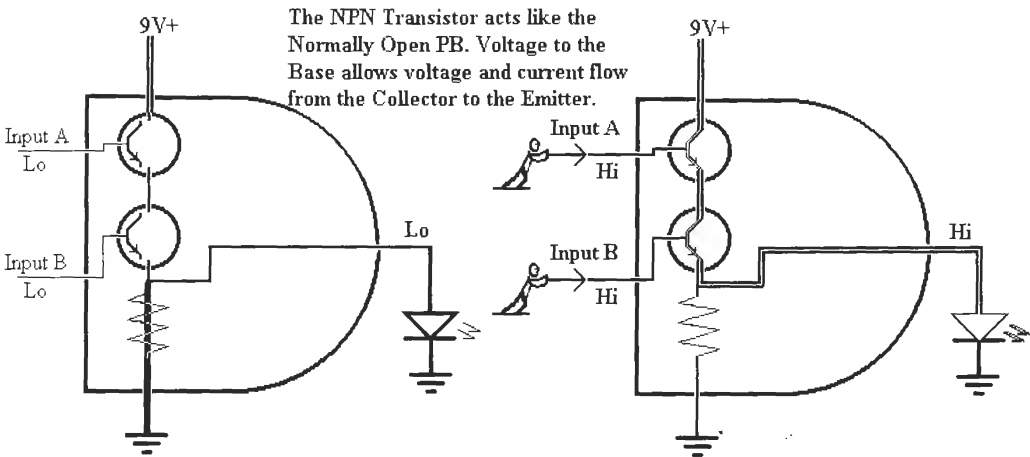 The NPN Transistor acts like the
Normally Open PB. Voltage to the
Base allows voltage and current flow
from the Collector to the Emitter.
9V+
Input A
Lo
Input B
Lo
Lo
9V+
Input A
Hi
Input B
Hi
Hi